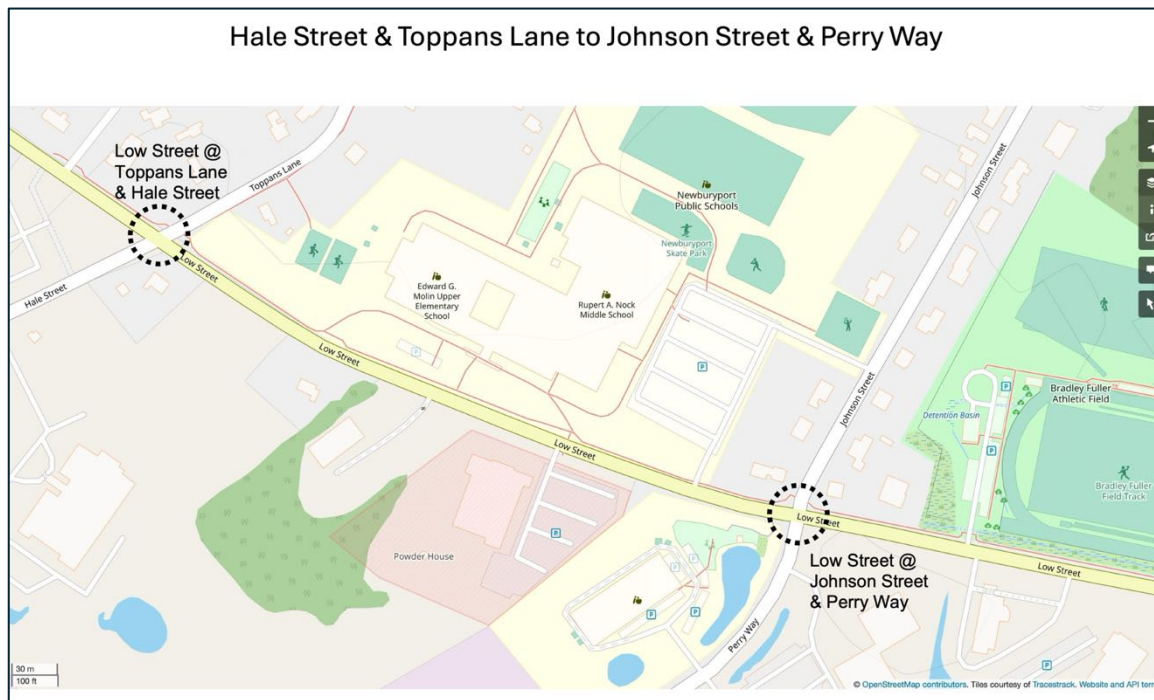 Hale Street & Toppans Lane to Johnson Street & Perry Way
Low Street @
Toppans Lane
& Hale Street
Toppans Lane
Low Street
Hale Street
Newburyport
Public Schools
Newburyport
Skate Park
Johnson Street
Edward G.
Molin Upper
Elementary
School
Rupert A. Nock
Middle School
P
Low Street
P
Johnson Street
P
Bradley Fuller
Athletic Field
Detention Basin
P
Low Street
Bradley Fuller
Field Track
Low Street
P
Powder House
Low Street
Low Street @
Johnson Street
& Perry Way
P
P
P
P
Perry Way
P
30 m
100 ft
© OpenStreetMap contributors. Tiles courtesy of Tracestrack. Website and API